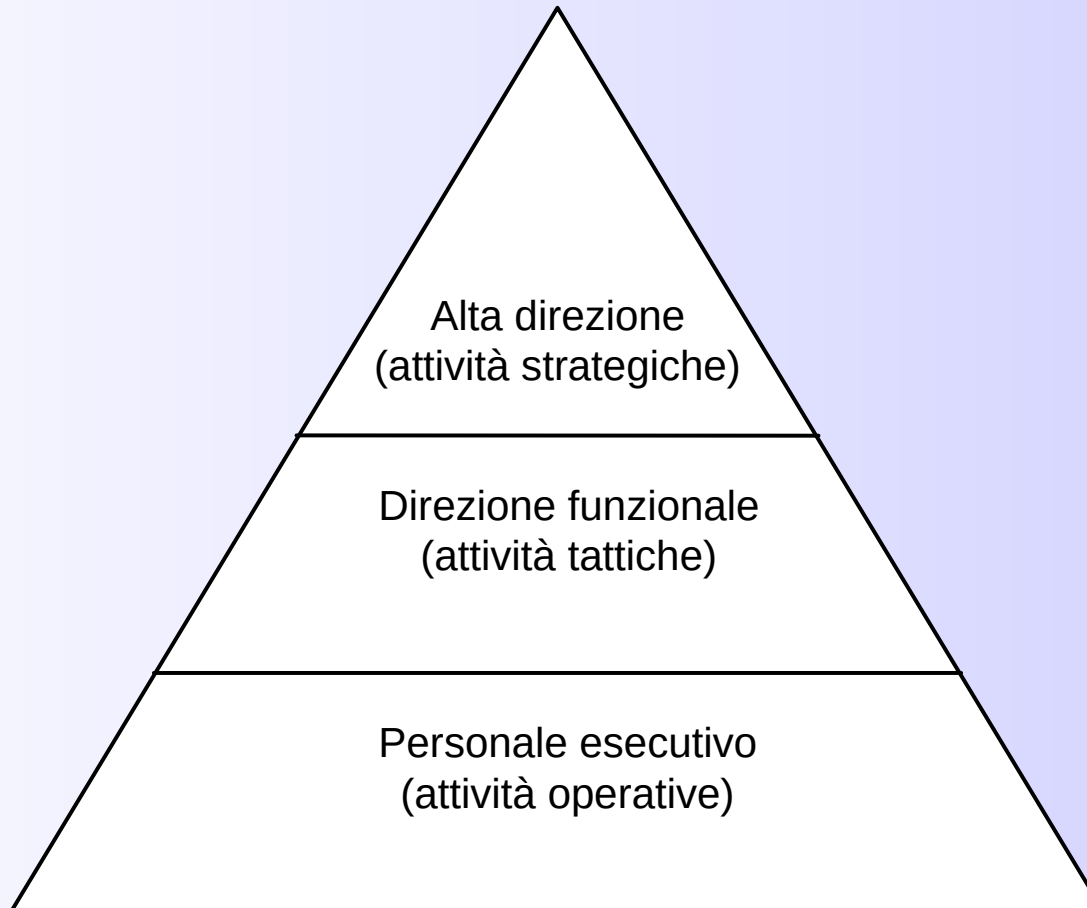 Alta direzione
(attività strategiche)
Direzione funzionale
(attività tattiche)
Personale esecutivo
(attività operative)